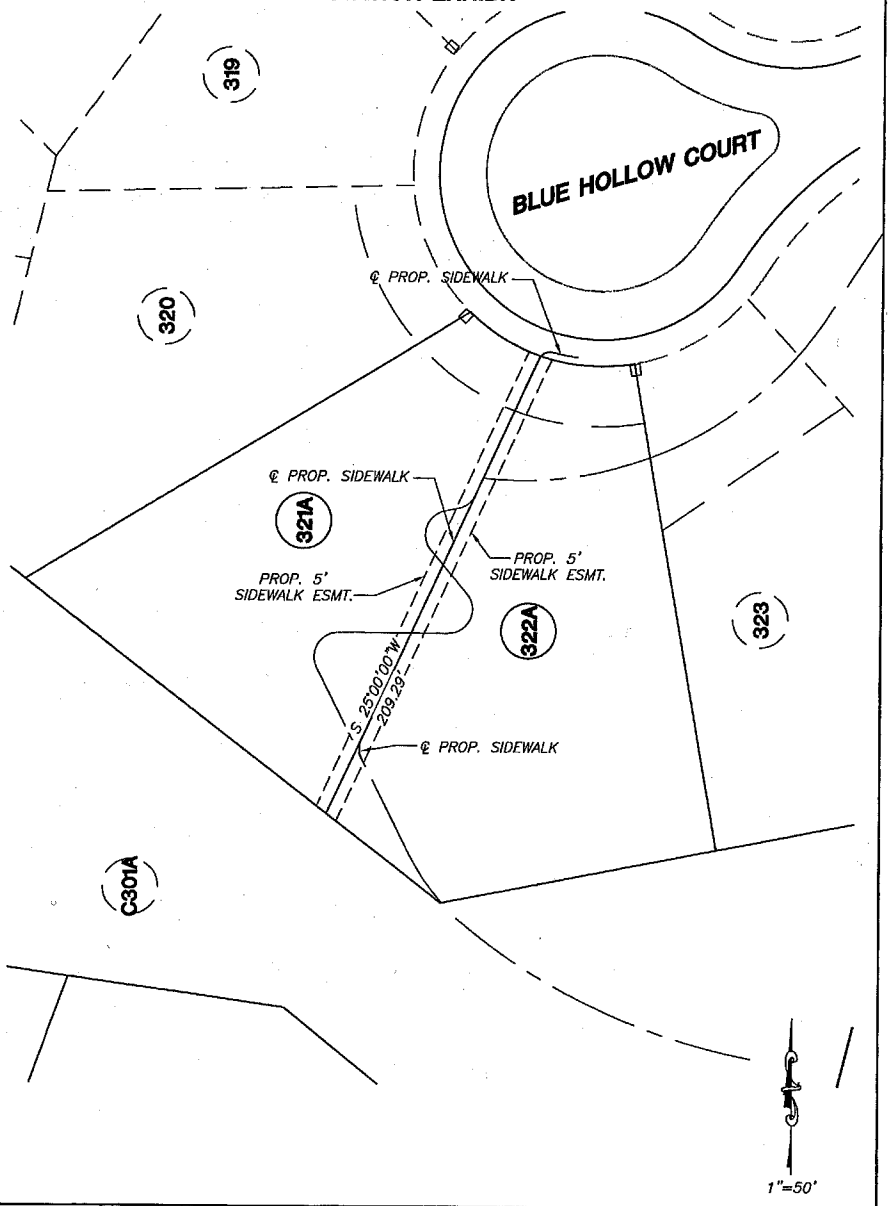 319
BLUE HOLLOW COURT
℄ PROP. SIDEWALK
320
℄ PROP. SIDEWALK
321A
PROP. 5'
SIDEWALK ESMT.
PROP. 5'
SIDEWALK ESMT.
322A
323
S 25°00'00"W
209.29'
℄ PROP. SIDEWALK
C301A
1"=50'